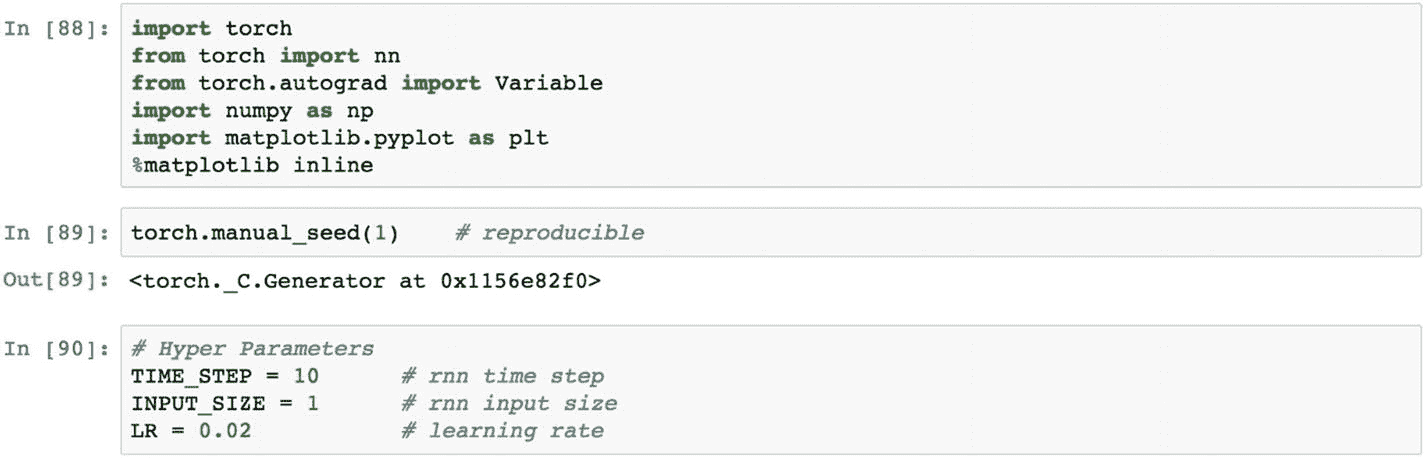 In [88]: import torch
from torch import nn
from torch.autograd import Variable
import numpy as np
import matplotlib.pyplot as plt
%matplotlib inline
In [89]: torch.manual_seed(1)    # reproducible
Out[89]: <torch._C.Generator at 0x1156e82f0>
In [90]: # Hyper Parameters
TIME_STEP = 10      # rnn time step
INPUT_SIZE = 1      # rnn input size
LR = 0.02           # learning rate